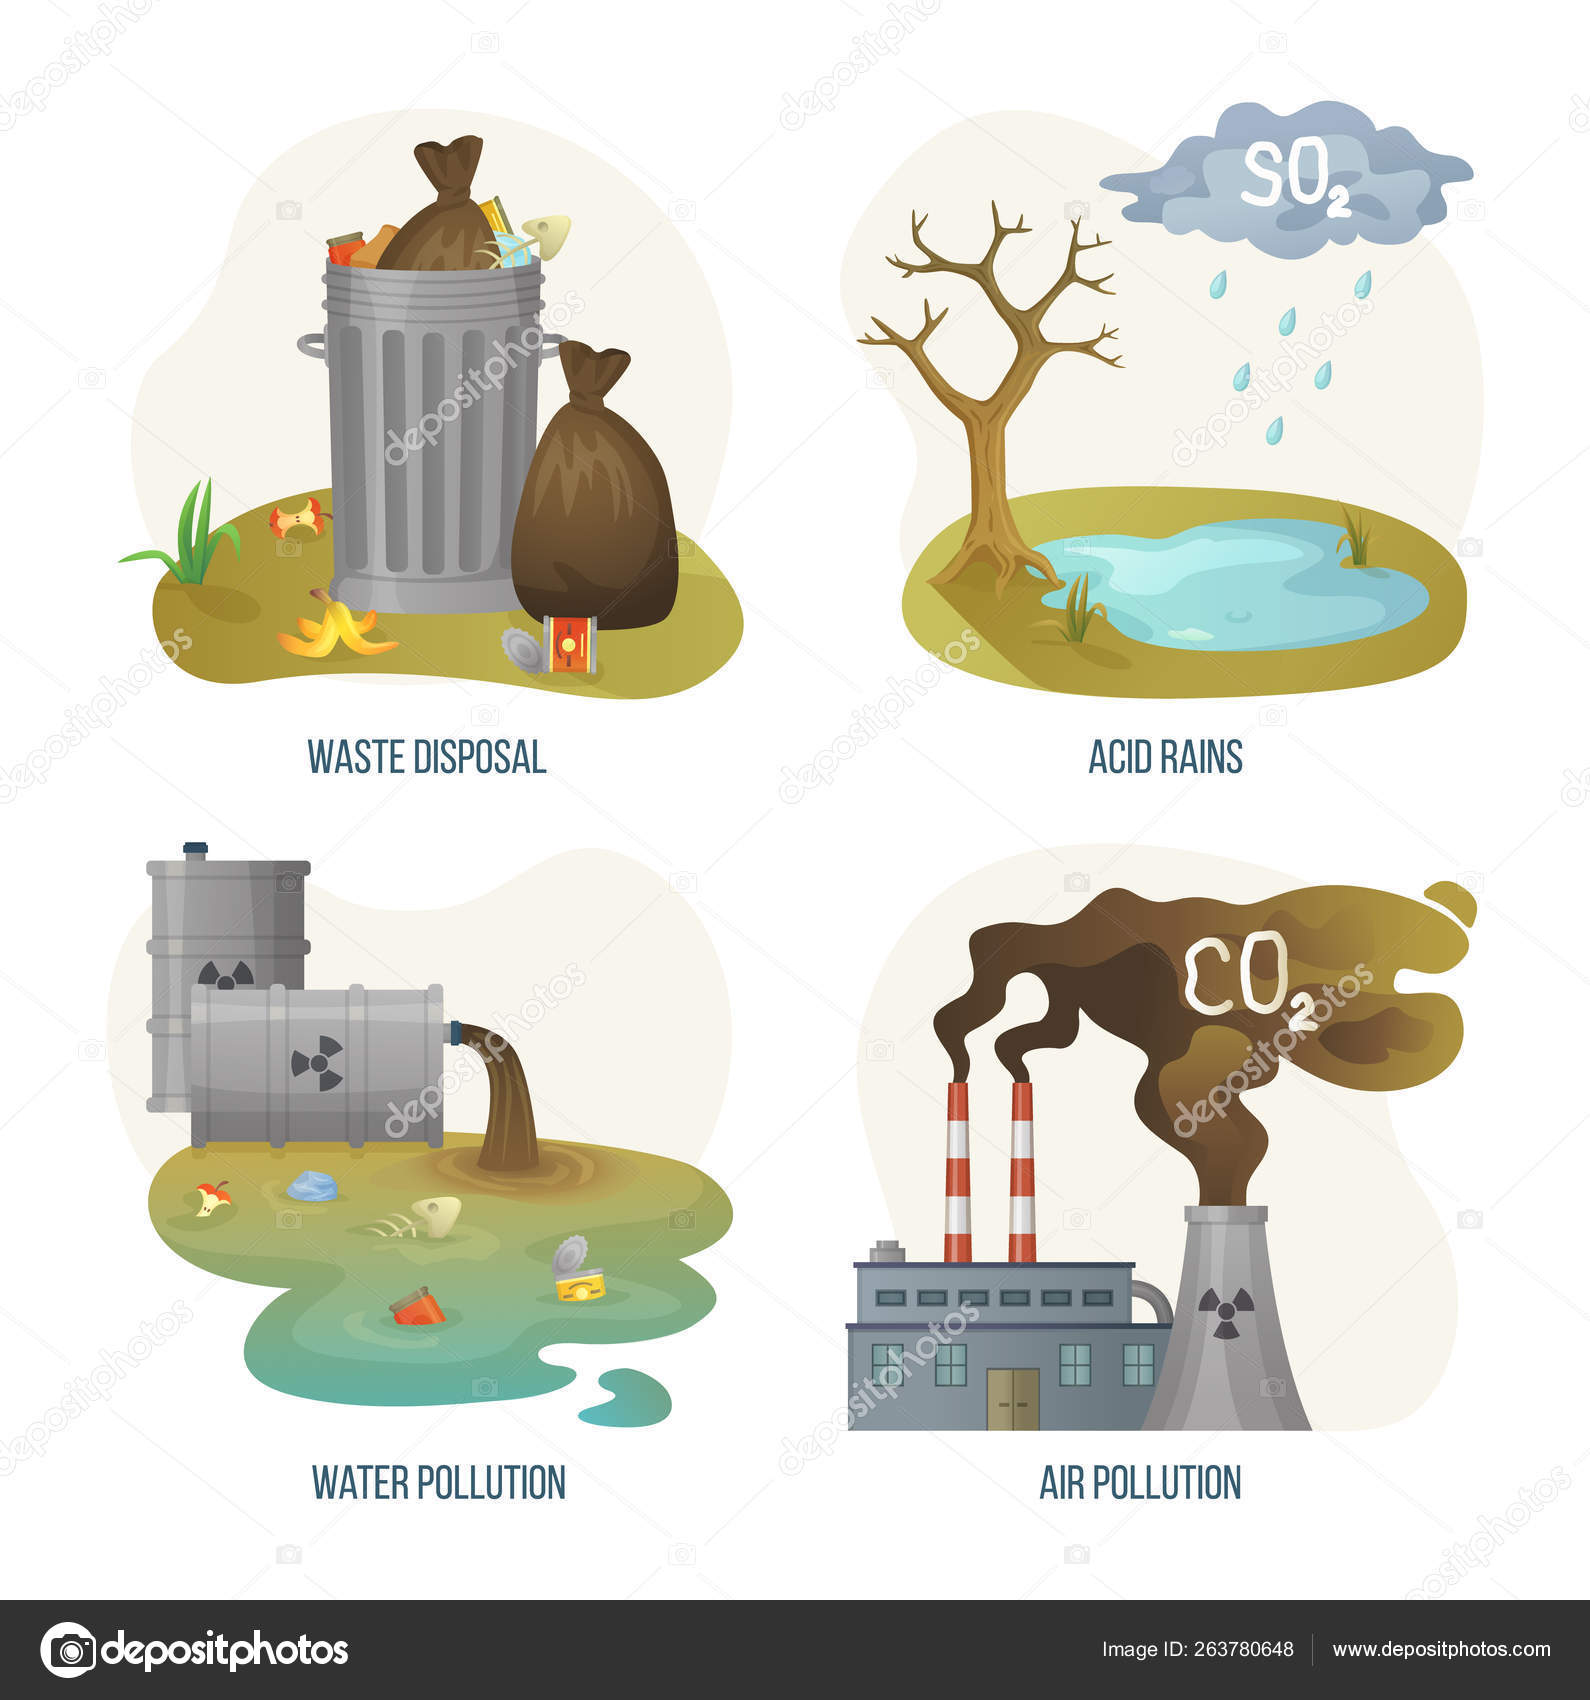 SO₂
WASTE DISPOSAL
ACID RAINS
CO₂
WATER POLLUTION
AIR POLLUTION
depositphotos
Image ID: 263780648
www.depositphotos.com